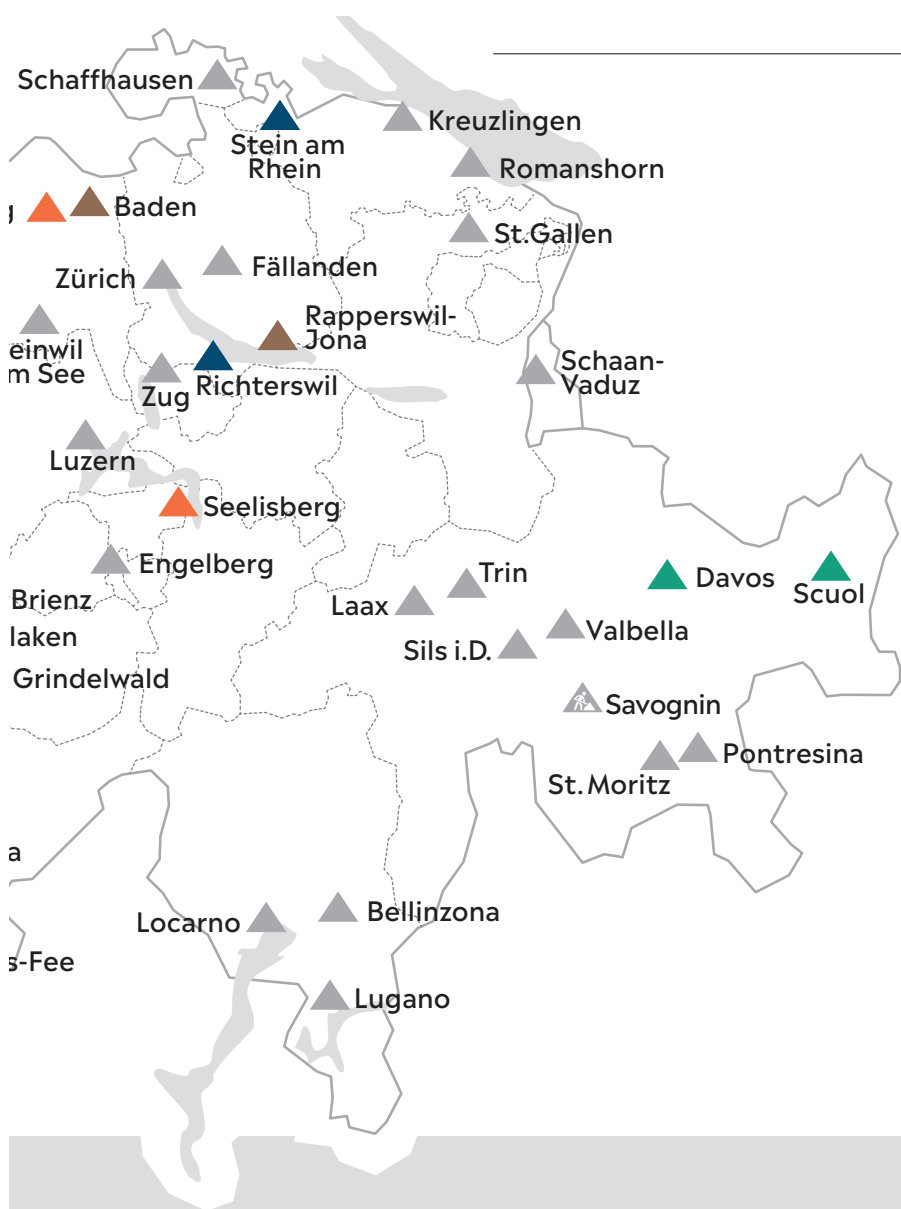 Schaffhausen
Kreuzlingen
Stein am
Rhein
Romanshorn
g
Baden
St.Gallen
Fällanden
Zürich
Rapperswil-
Jona
einwil
m See
Schaan-
Vaduz
Richterswil
Zug
Luzern
Seelisberg
Engelberg
Trin
Davos
Scuol
Brienz
Laax
laken
Valbella
Sils i.D.
Grindelwald
Savognin
Pontresina
St. Moritz
a
Bellinzona
Locarno
s-Fee
Lugano